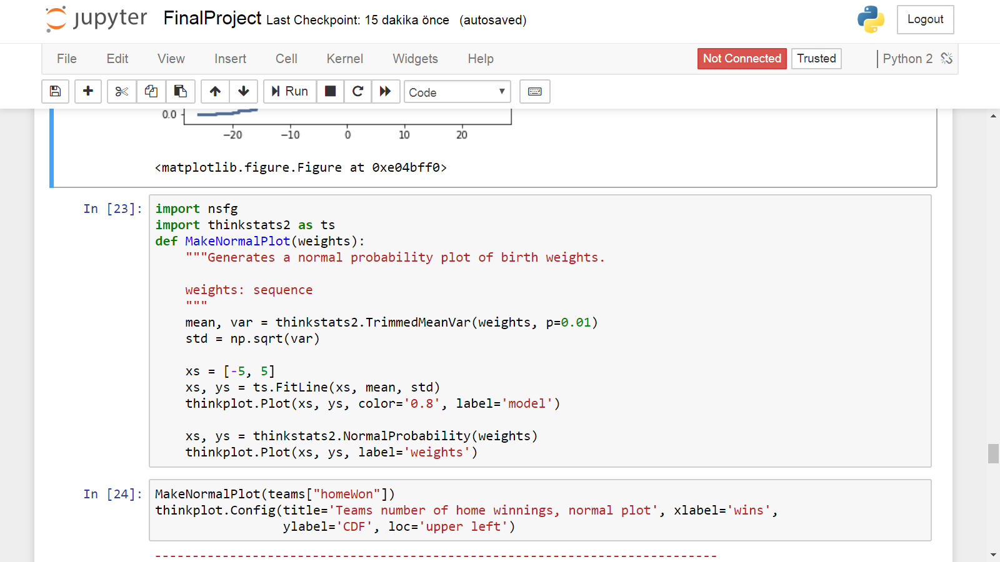 jupyter FinalProject Last Checkpoint: 15 dakika önce (autosaved) Logout
File Edit View Insert Cell Kernel Widgets Help Not Connected Trusted Python 2
Run Code
0.0
−20 −10 0 10 20
<matplotlib.figure.Figure at 0xe04bff0>
In [23]: import nsfg
import thinkstats2 as ts
def MakeNormalPlot(weights):
"""Generates a normal probability plot of birth weights.
weights: sequence
"""
mean, var = thinkstats2.TrimmedMeanVar(weights, p=0.01)
std = np.sqrt(var)
xs = [-5, 5]
xs, ys = ts.FitLine(xs, mean, std)
thinkplot.Plot(xs, ys, color='0.8', label='model')
xs, ys = thinkstats2.NormalProbability(weights)
thinkplot.Plot(xs, ys, label='weights')
In [24]: MakeNormalPlot(teams["homeWon"])
thinkplot.Config(title='Teams number of home winnings, normal plot', xlabel='wins',
ylabel='CDF', loc='upper left')
---------------------------------------------------------------------------